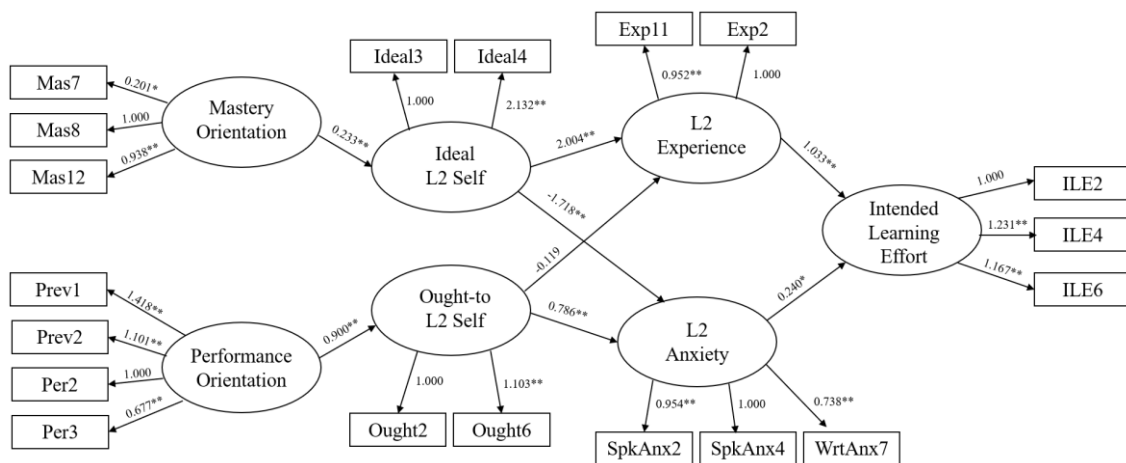 Exp11
Exp2
Ideal3
Ideal4
Mas7
0.201*
0.952**
1.000
Mas8
1.000
Mastery
Orientation
1.000
2.132**
Mas12
0.938**
0.233**
Ideal
L2 Self
2.004**
L2
Experience
1.033**
-1.718**
1.000
ILE2
Intended
Learning
Effort
1.231**
ILE4
1.167**
ILE6
-0.119
Prev1
1.418**
Ought-to
L2 Self
0.786**
0.240*
Prev2
1.101**
0.900**
L2
Anxiety
Per2
1.000
Performance
Orientation
Per3
0.677**
1.000
1.103**
0.954**
1.000
0.738**
Ought2
Ought6
SpkAnx2
SpkAnx4
WrtAnx7